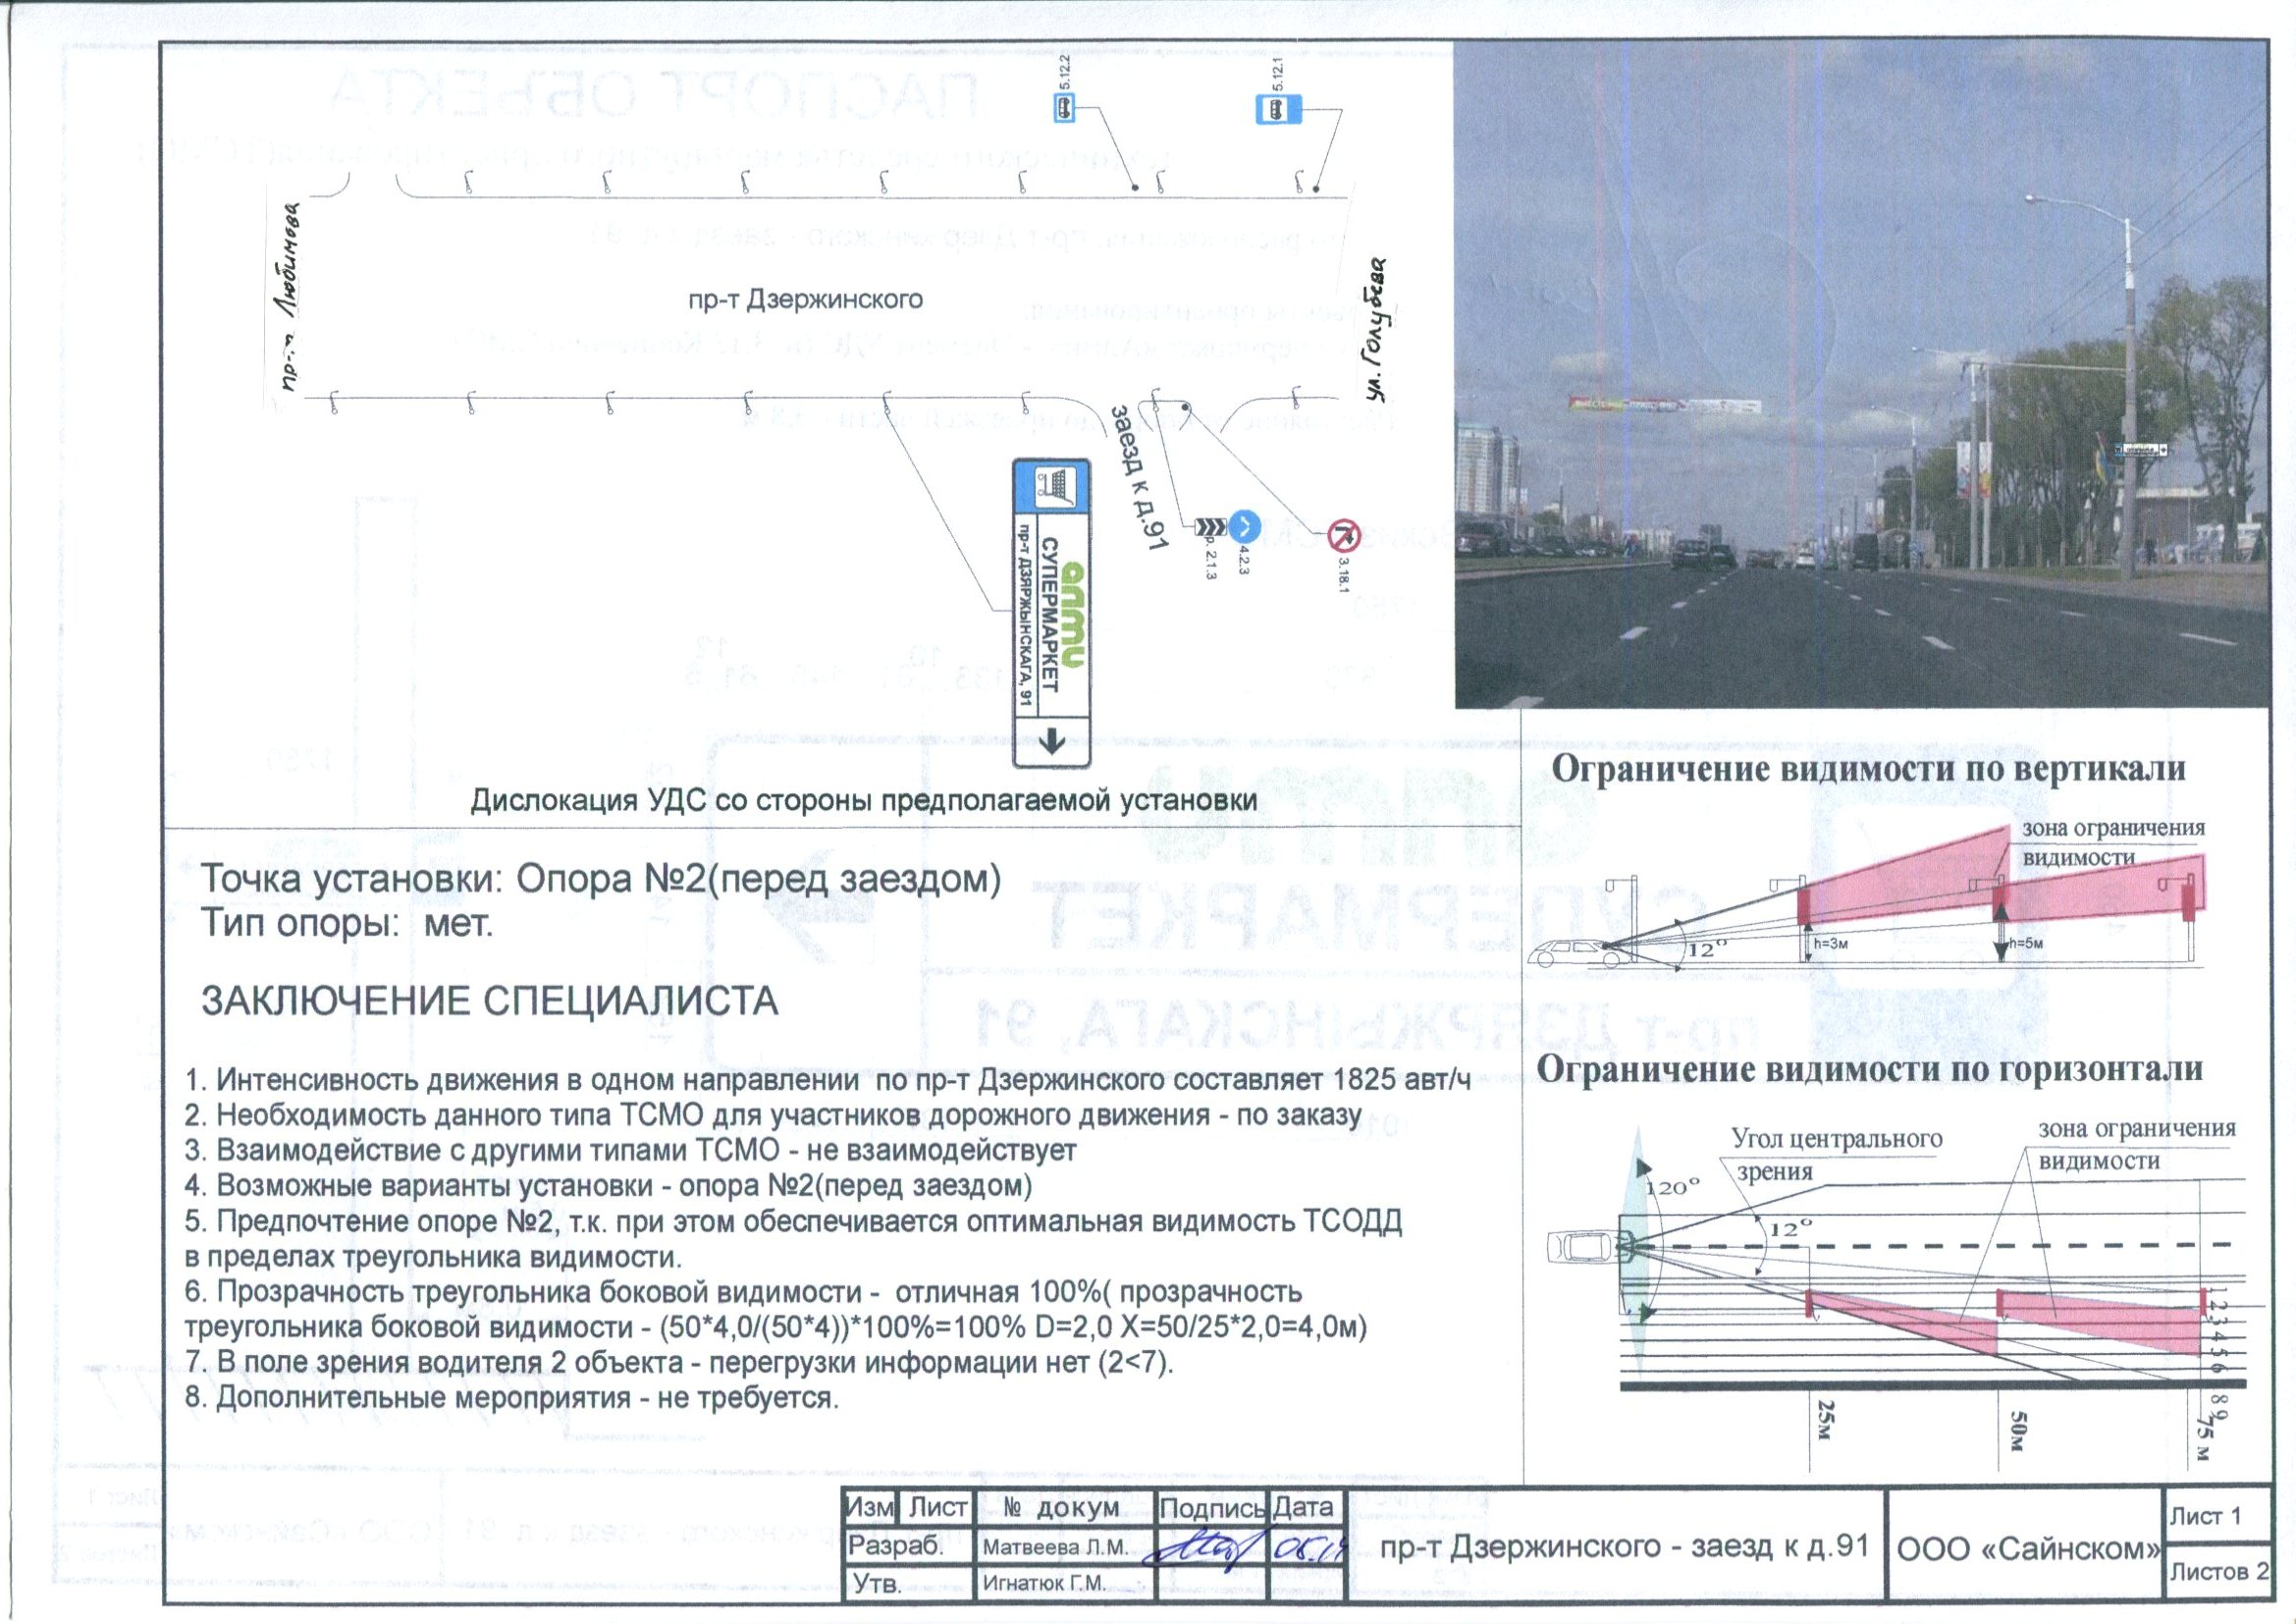 5.12.2
5.12.1
пр-т Любимова
пр-т Дзержинского
ул. Голубева
заезд к д.91
р. 2.1.3
4.2.3
3.18.1
алми
СУПЕРМАРКЕТ
пр-т ДЗЯРЖЫНСКАГА, 91
Дислокация УДС со стороны предполагаемой установки
Точка установки: Опора №2(перед заездом)
Тип опоры: мет.
ЗАКЛЮЧЕНИЕ СПЕЦИАЛИСТА
1. Интенсивность движения в одном направлении по пр-т Дзержинского составляет 1825 авт/ч
2. Необходимость данного типа ТСМО для участников дорожного движения - по заказу
3. Взаимодействие с другими типами ТСМО - не взаимодействует
4. Возможные варианты установки - опора №2(перед заездом)
5. Предпочтение опоре №2, т.к. при этом обеспечивается оптимальная видимость ТСОДД
в пределах треугольника видимости.
6. Прозрачность треугольника боковой видимости - отличная 100%( прозрачность
треугольника боковой видимости - (50*4,0/(50*4))*100%=100% D=2,0 X=50/25*2,0=4,0м)
7. В поле зрения водителя 2 объекта - перегрузки информации нет (2<7).
8. Дополнительные мероприятия - не требуется.
Ограничение видимости по вертикали
зона ограничения
видимости
12°
h=3м
h=5м
Ограничение видимости по горизонтали
Угол центрального
зрения
зона ограничения
видимости
120°
12°
1 2 3 4 5 6 8 9
25м
50м
75 м
Изм Лист № докум Подпись Дата
Разраб. Матвеева Л.М.
Утв. Игнатюк Г.М.
пр-т Дзержинского - заезд к д.91
ООО «Сайнском»
Лист 1
Листов 2